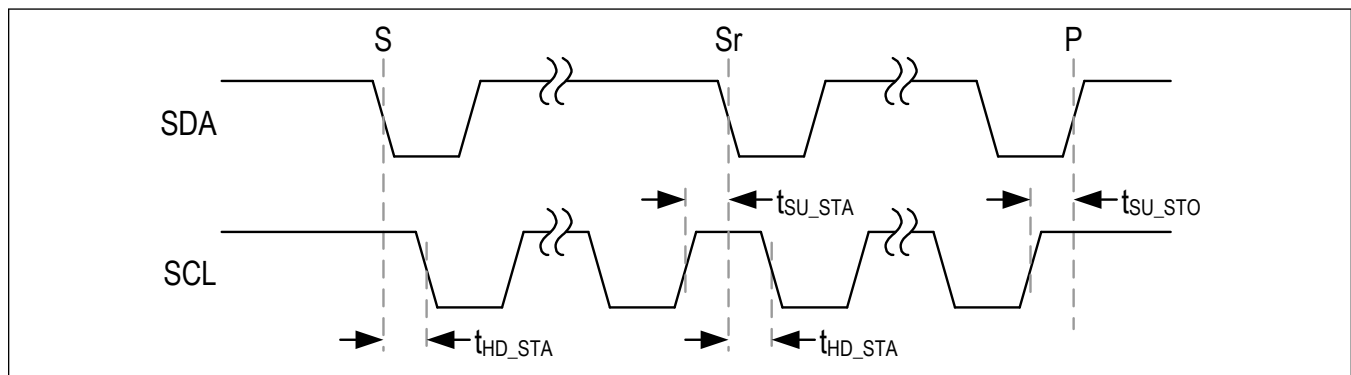 S Sr P
SDA
tSU_STA tSU_STO
SCL
tHD_STA tHD_STA